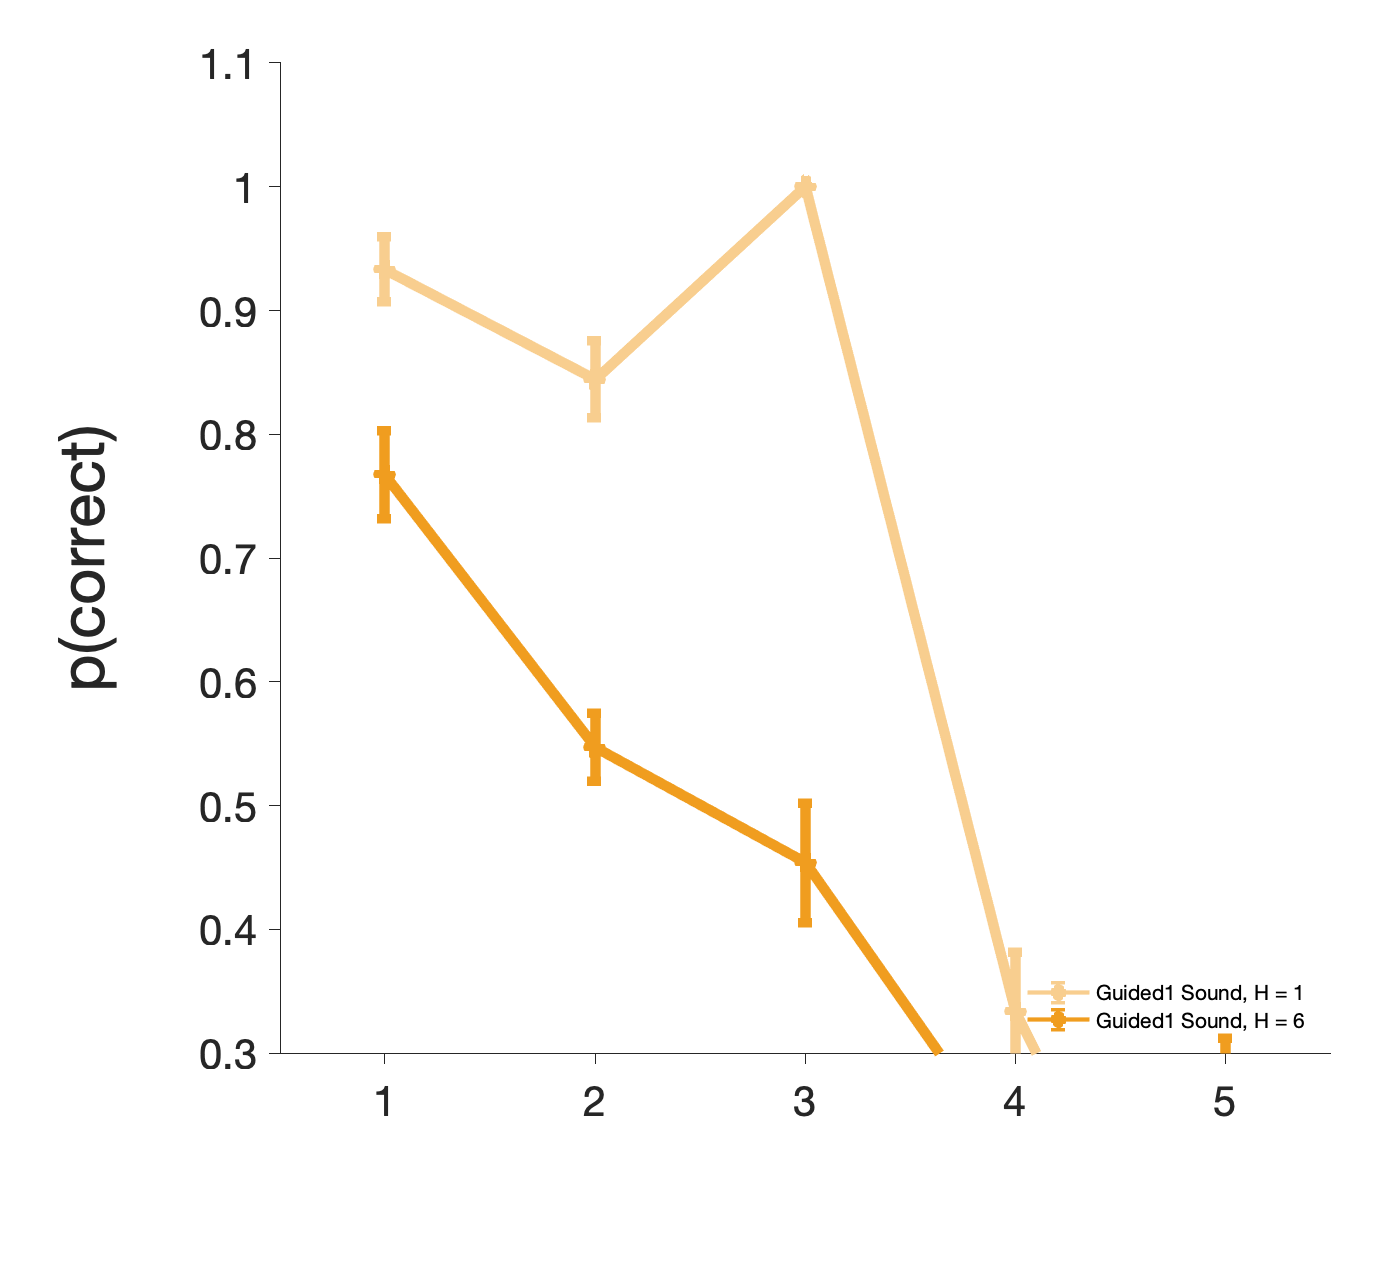 1.1
1
0.9
0.8
0.7
0.6
0.5
0.4
0.3
p(correct)
1 2 3 4 5
Guided1 Sound, H = 1
Guided1 Sound, H = 6